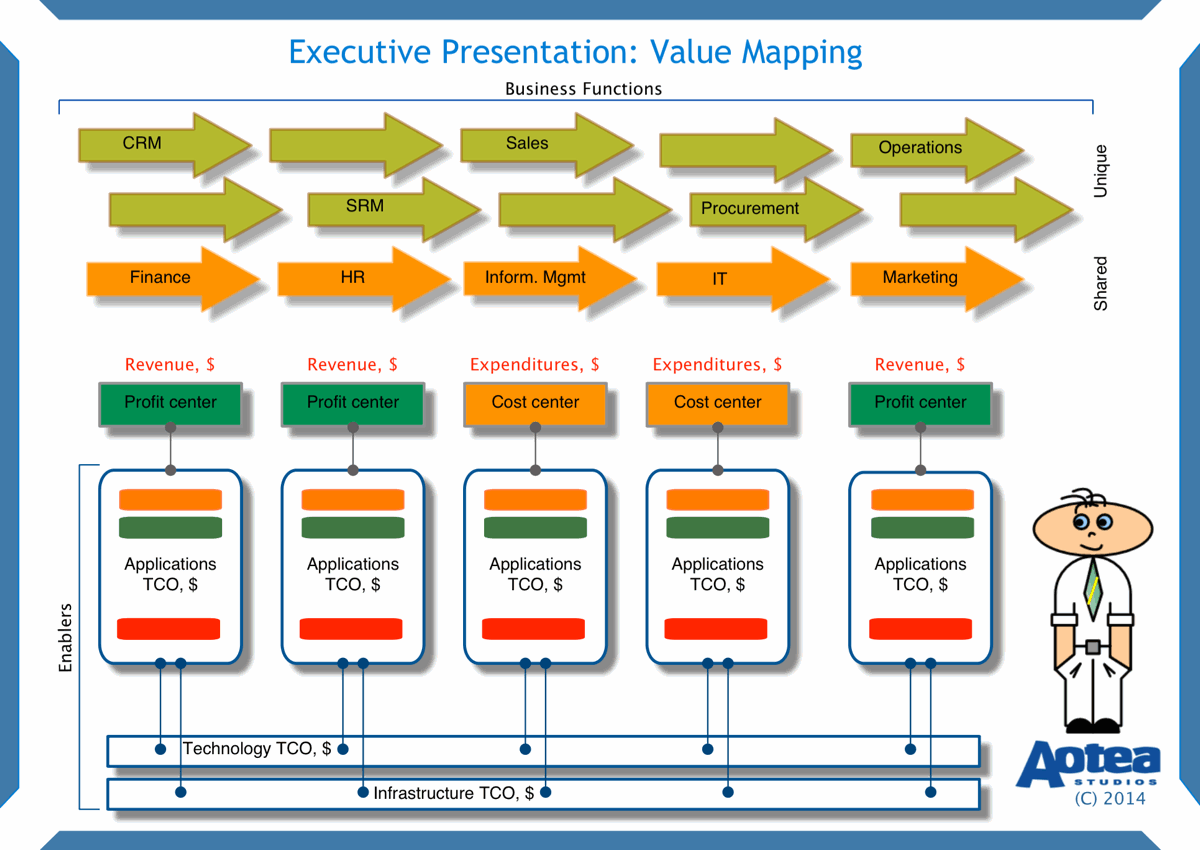 Executive Presentation: Value Mapping
Business Functions
CRM
Sales
Operations
Unique
SRM
Procurement
Finance
HR
Inform. Mgmt
IT
Marketing
Shared
Revenue, $
Revenue, $
Expenditures, $
Expenditures, $
Revenue, $
Profit center
Profit center
Cost center
Cost center
Profit center
Enablers
Applications
TCO, $
Applications
TCO, $
Applications
TCO, $
Applications
TCO, $
Applications
TCO, $
Technology TCO, $
Infrastructure TCO, $
Aotea
STUDIOS
(C) 2014